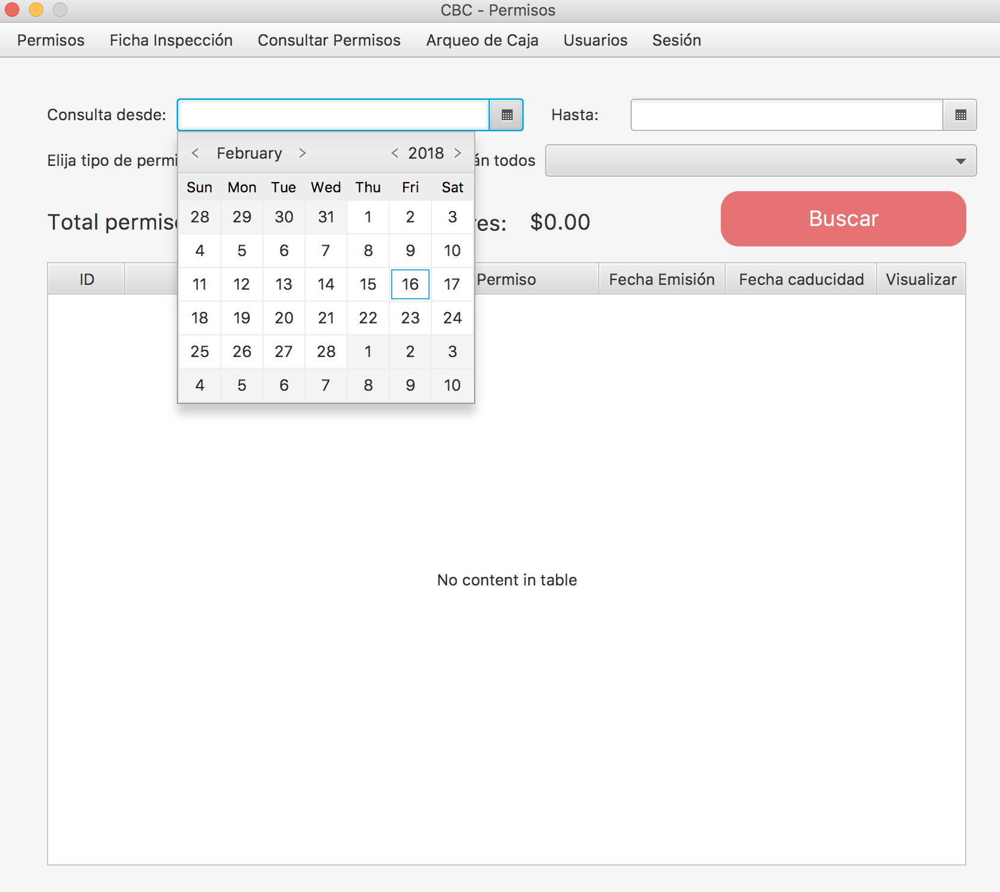 CBC - Permisos
Permisos Ficha Inspección Consultar Permisos Arqueo de Caja Usuarios Sesión
Consulta desde: Hasta:
Elija tipo de permi án todos
< February > < 2018 >
Sun Mon Tue Wed Thu Fri Sat
28 29 30 31 1 2 3
4 5 6 7 8 9 10
11 12 13 14 15 16 17
18 19 20 21 22 23 24
25 26 27 28 1 2 3
4 5 6 7 8 9 10
Total permis res: $0.00
Buscar
ID Permiso Fecha Emisión Fecha caducidad Visualizar
No content in table